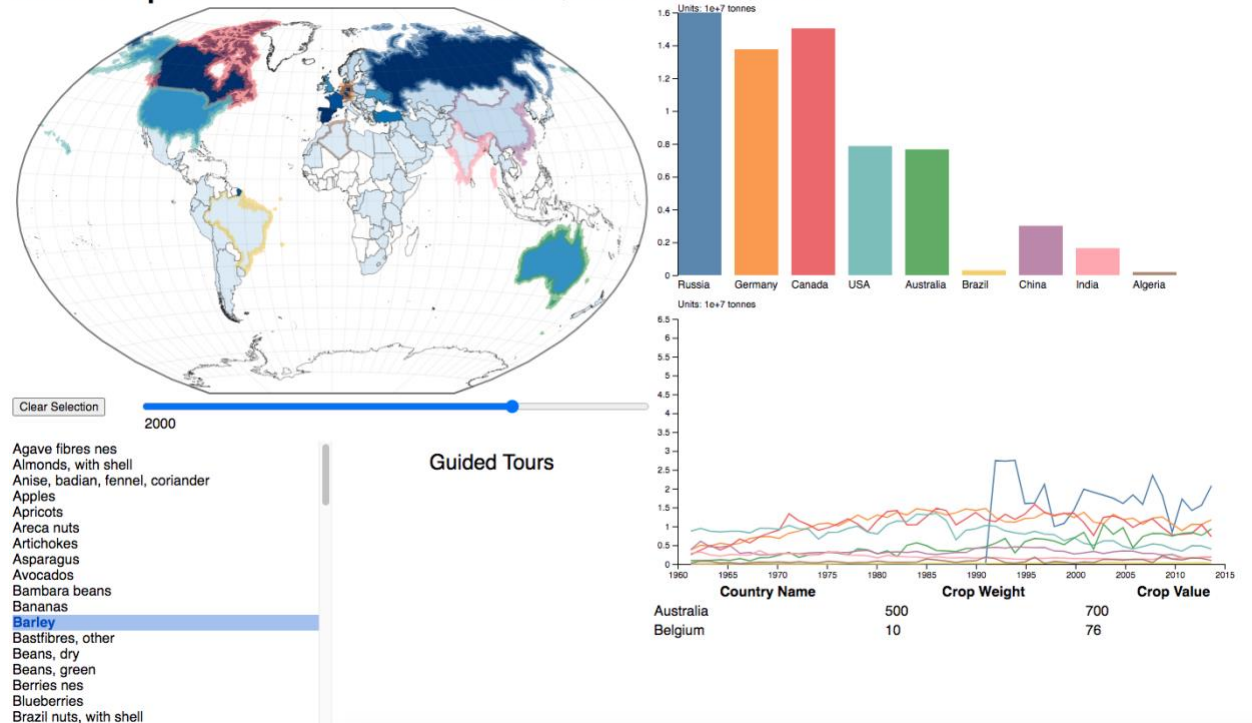 Clear Selection
2000
Agave fibres nes
Almonds, with shell
Anise, badian, fennel, coriander
Apples
Apricots
Areca nuts
Artichokes
Asparagus
Avocados
Bambara beans
Bananas
Barley
Bastfibres, other
Beans, dry
Beans, green
Berries nes
Blueberries
Brazil nuts, with shell
Guided Tours
Units: 1e+7 tonnes
1.6
1.4
1.2
1
0.8
0.6
0.4
0.2
0
Russia Germany Canada USA Australia Brazil China India Algeria
Units: 1e+7 tonnes
6.5
6
5.5
5
4.5
4
3.5
3
2.5
2
1.5
1
0.5
0
1960 1965 1970 1975 1980 1985 1990 1995 2000 2005 2010 2015
Country Name Crop Weight Crop Value
Australia 500 700
Belgium 10 76